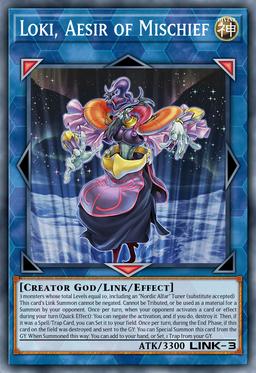 LOKI, AESIR OF MISCHIEF
神
[CREATOR GOD/LINK/EFFECT]
3 monsters whose total Levels equal 10, including an "Nordic Alfar" Tuner (substitute accepted)
This card's Link Summon cannot be negated. Cannot be Tributed, or be used as a material for a
Summon by your opponent. Once per turn, when your opponent activates a card or effect
during your turn (Quick Effect): You can negate the activation, and if you do, destroy it. Then, if
it was a Spell/Trap Card, you can Set it to your field. Once per turn, during the End Phase, if this
card on the field was destroyed and sent to the GY: You can Special Summon this card from the
GY. When Summoned this way: You can add to your hand, or Set, 1 Trap from your GY.
ATK/3300 LINK-3